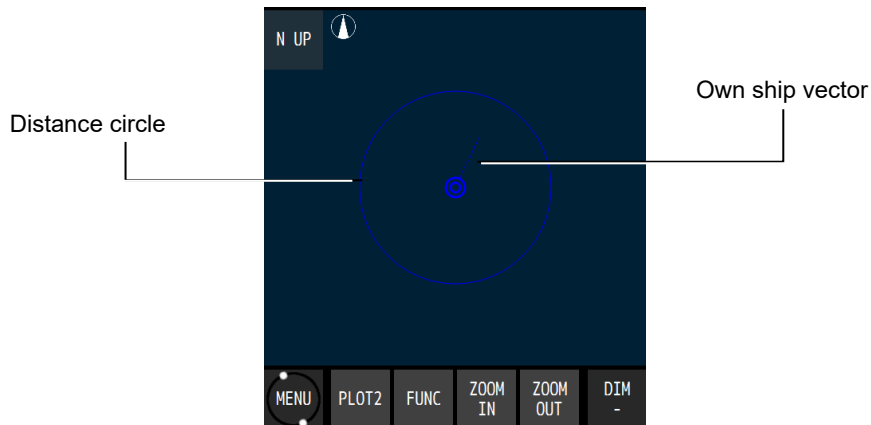 N UP
Own ship vector
Distance circle
MENU
PLOT2
FUNC
ZOOM
IN
ZOOM
OUT
DIM
-